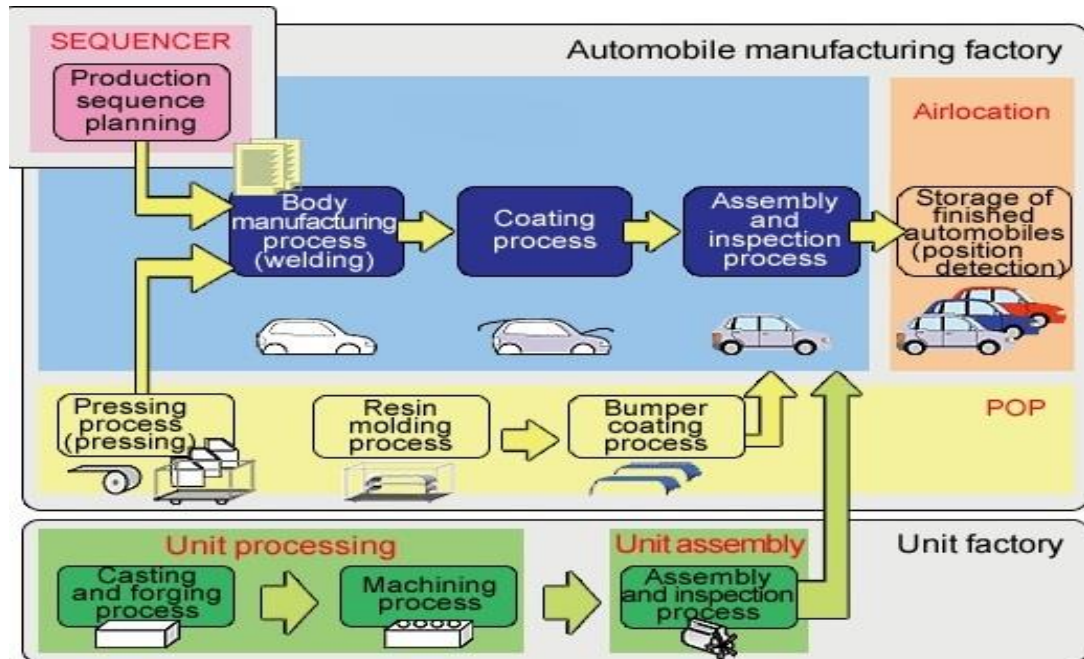 SEQUENCER
Production
sequence
planning
Automobile manufacturing factory
Airlocation
Body
manufacturing
process
(welding)
Coating
process
Assembly
and
inspection
process
Storage of
finished
automobiles
(position
detection)
Pressing
process
(pressing)
Resin
molding
process
Bumper
coating
process
POP
Unit processing
Unit assembly
Unit factory
Casting
and forging
process
Machining
process
Assembly
and inspection
process